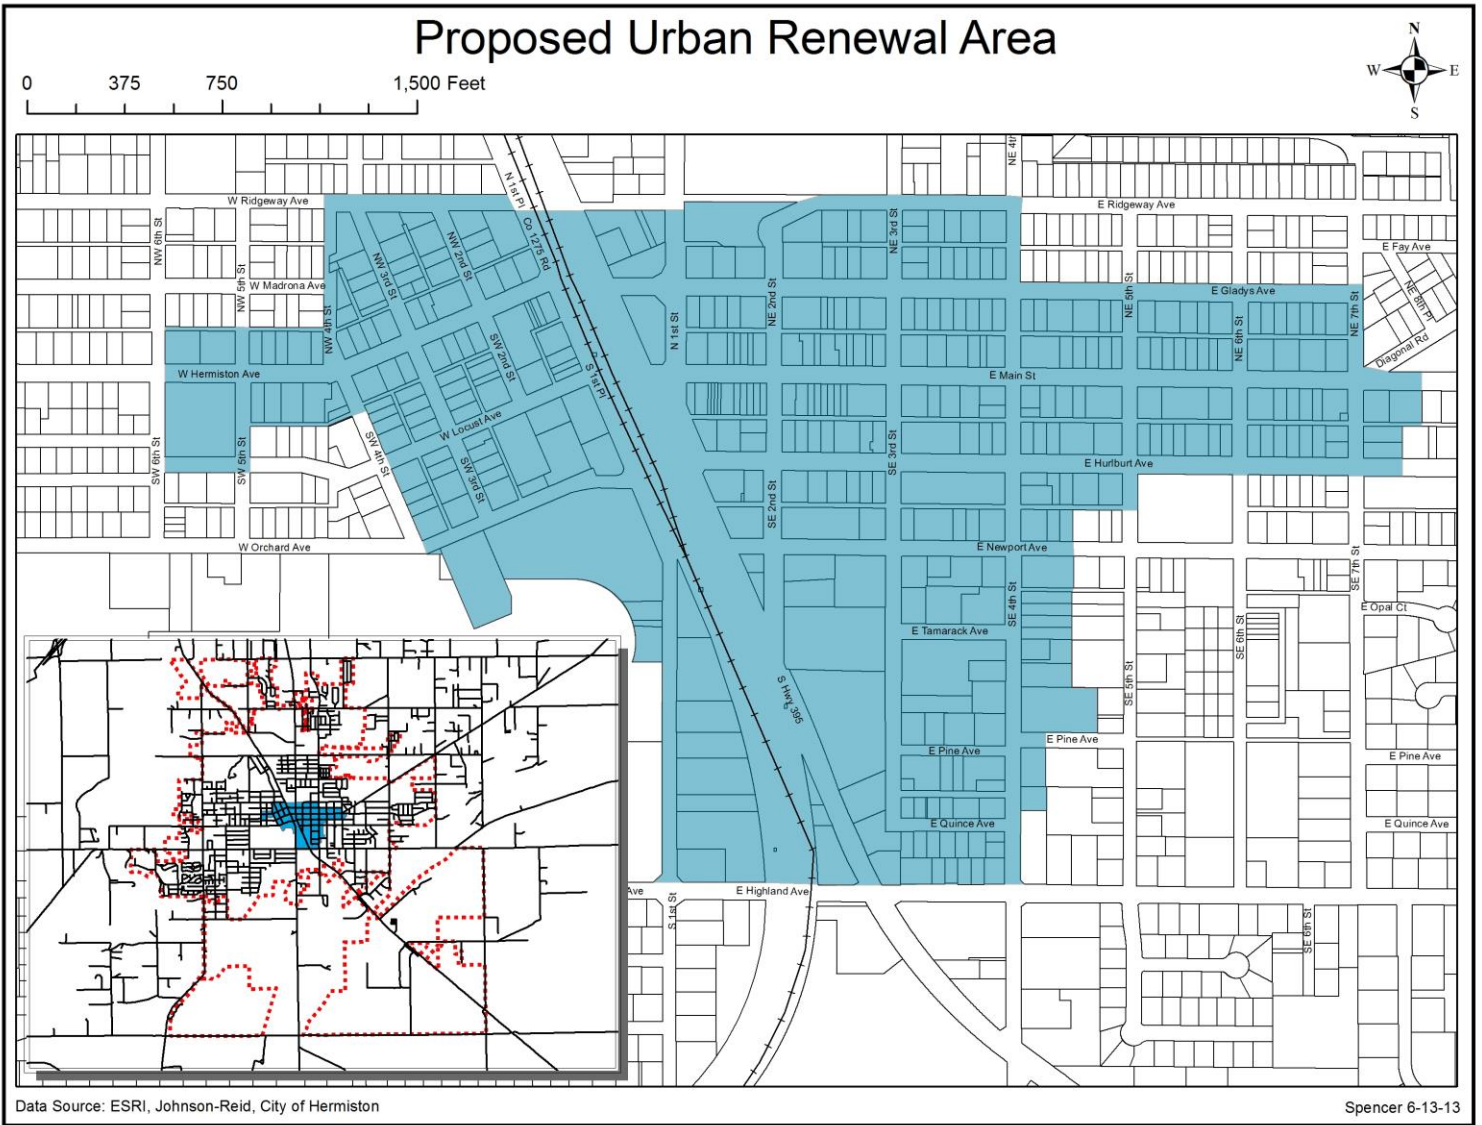 Proposed Urban Renewal Area
0 375 750 1,500 Feet
N
W E
S
NE 4t
N 1st Pl
W Ridgeway Ave
E Ridgeway Ave
NW 6th St
Co 1275 Rd
NE 3rd St
NW 2nd St
E Fay Ave
NW 3rd St
NW 5th St
W Madrona Ave
NE 5th St
E Gladys Ave
NE 8th Pl
NE 2nd St
NE 7th St
NW 4th St
N 1st St
NE 6th St
SW 2nd St
Diagonal Rd
W Hermiston Ave
S 1st Pl
E Main St
W Locust Ave
SW 6th St
SW 5th St
SW 4th St
SW 3rd St
SE 3rd St
E Hurlburt Ave
SE 2nd St
W Orchard Ave
E Newport Ave
SE 7th St
SE 4th St
E Opal Ct
E Tamarack Ave
SE 6th St
SE 5th St
S Hwy 395
E Pine Ave
E Pine Ave
E Pine Ave
E Quince Ave
E Quince Ave
Ave
E Highland Ave
S 1st St
SE 6th St
Data Source: ESRI, Johnson-Reid, City of Hermiston
Spencer 6-13-13